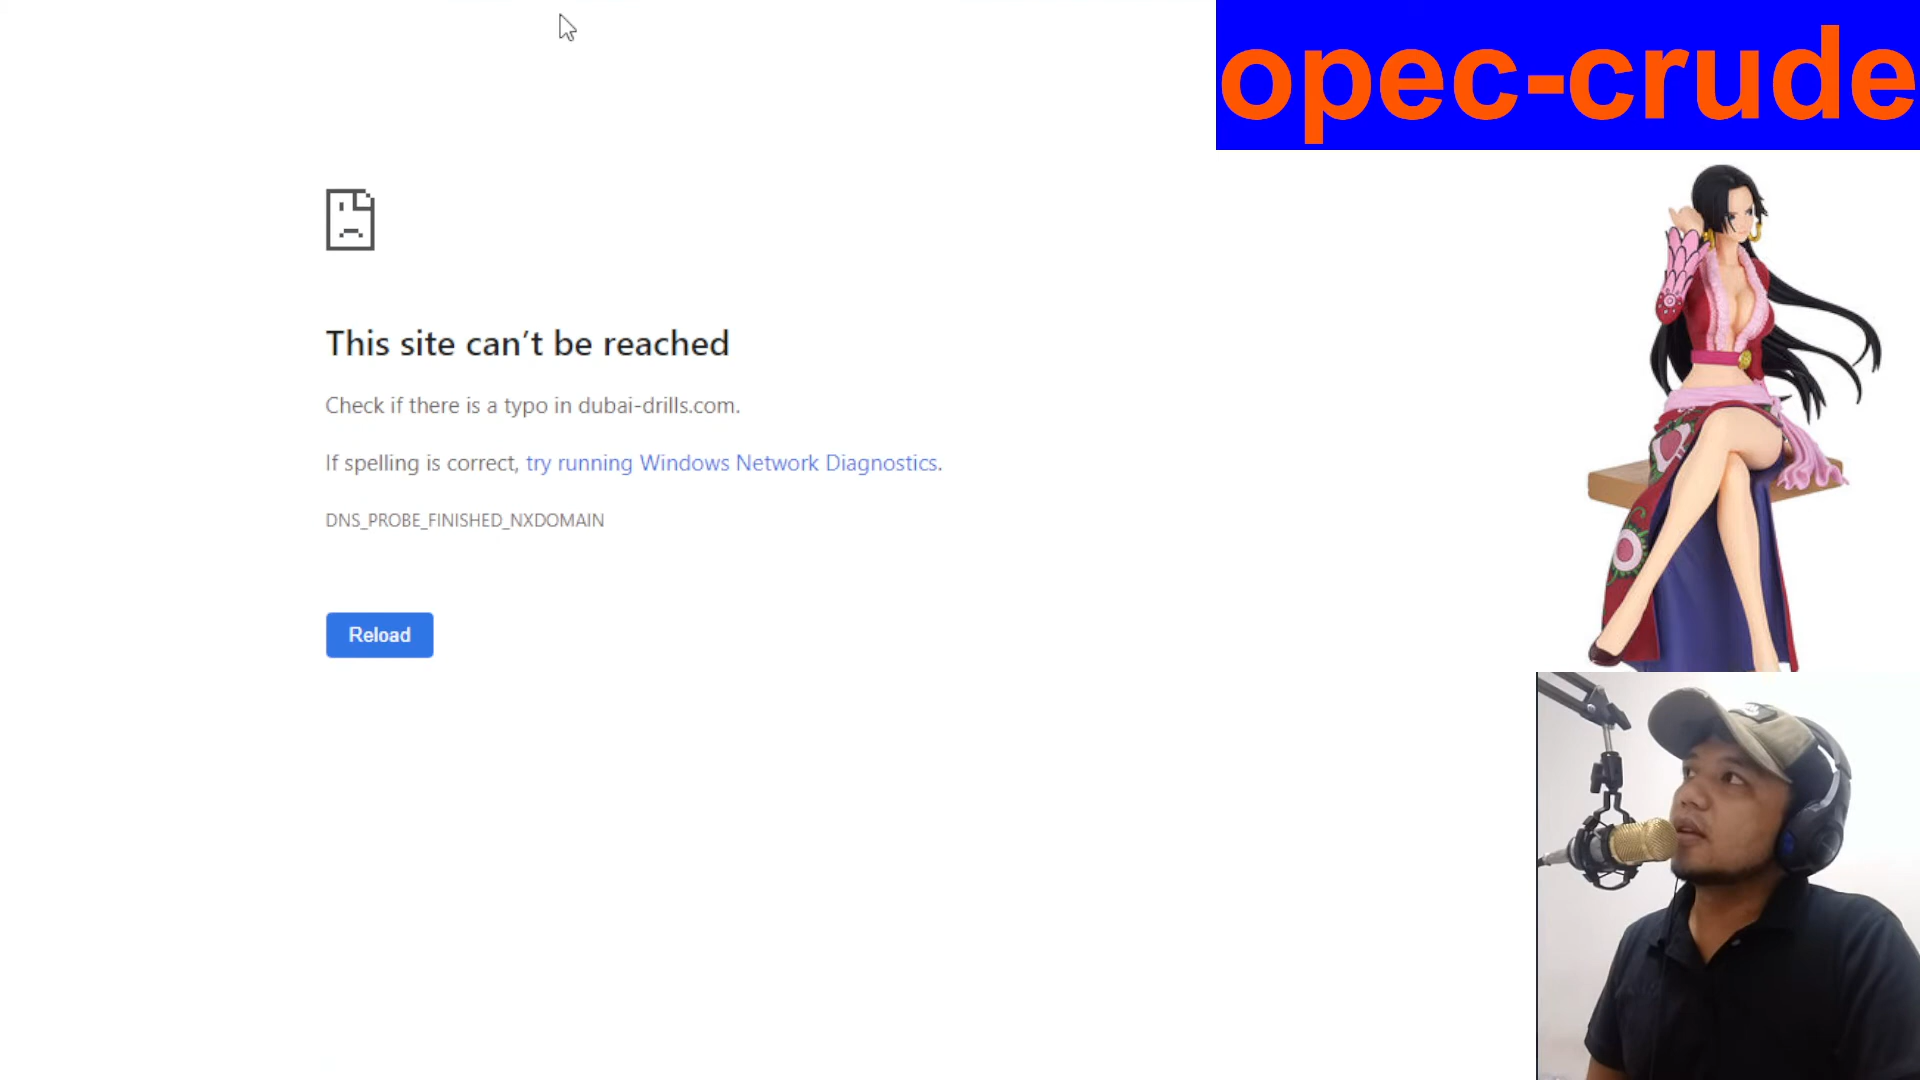 opec-crude
This site can't be reached
Check if there is a typo in dubai-drills.com.
If spelling is correct, try running Windows Network Diagnostics.
DNS_PROBE_FINISHED_NXDOMAIN
Reload